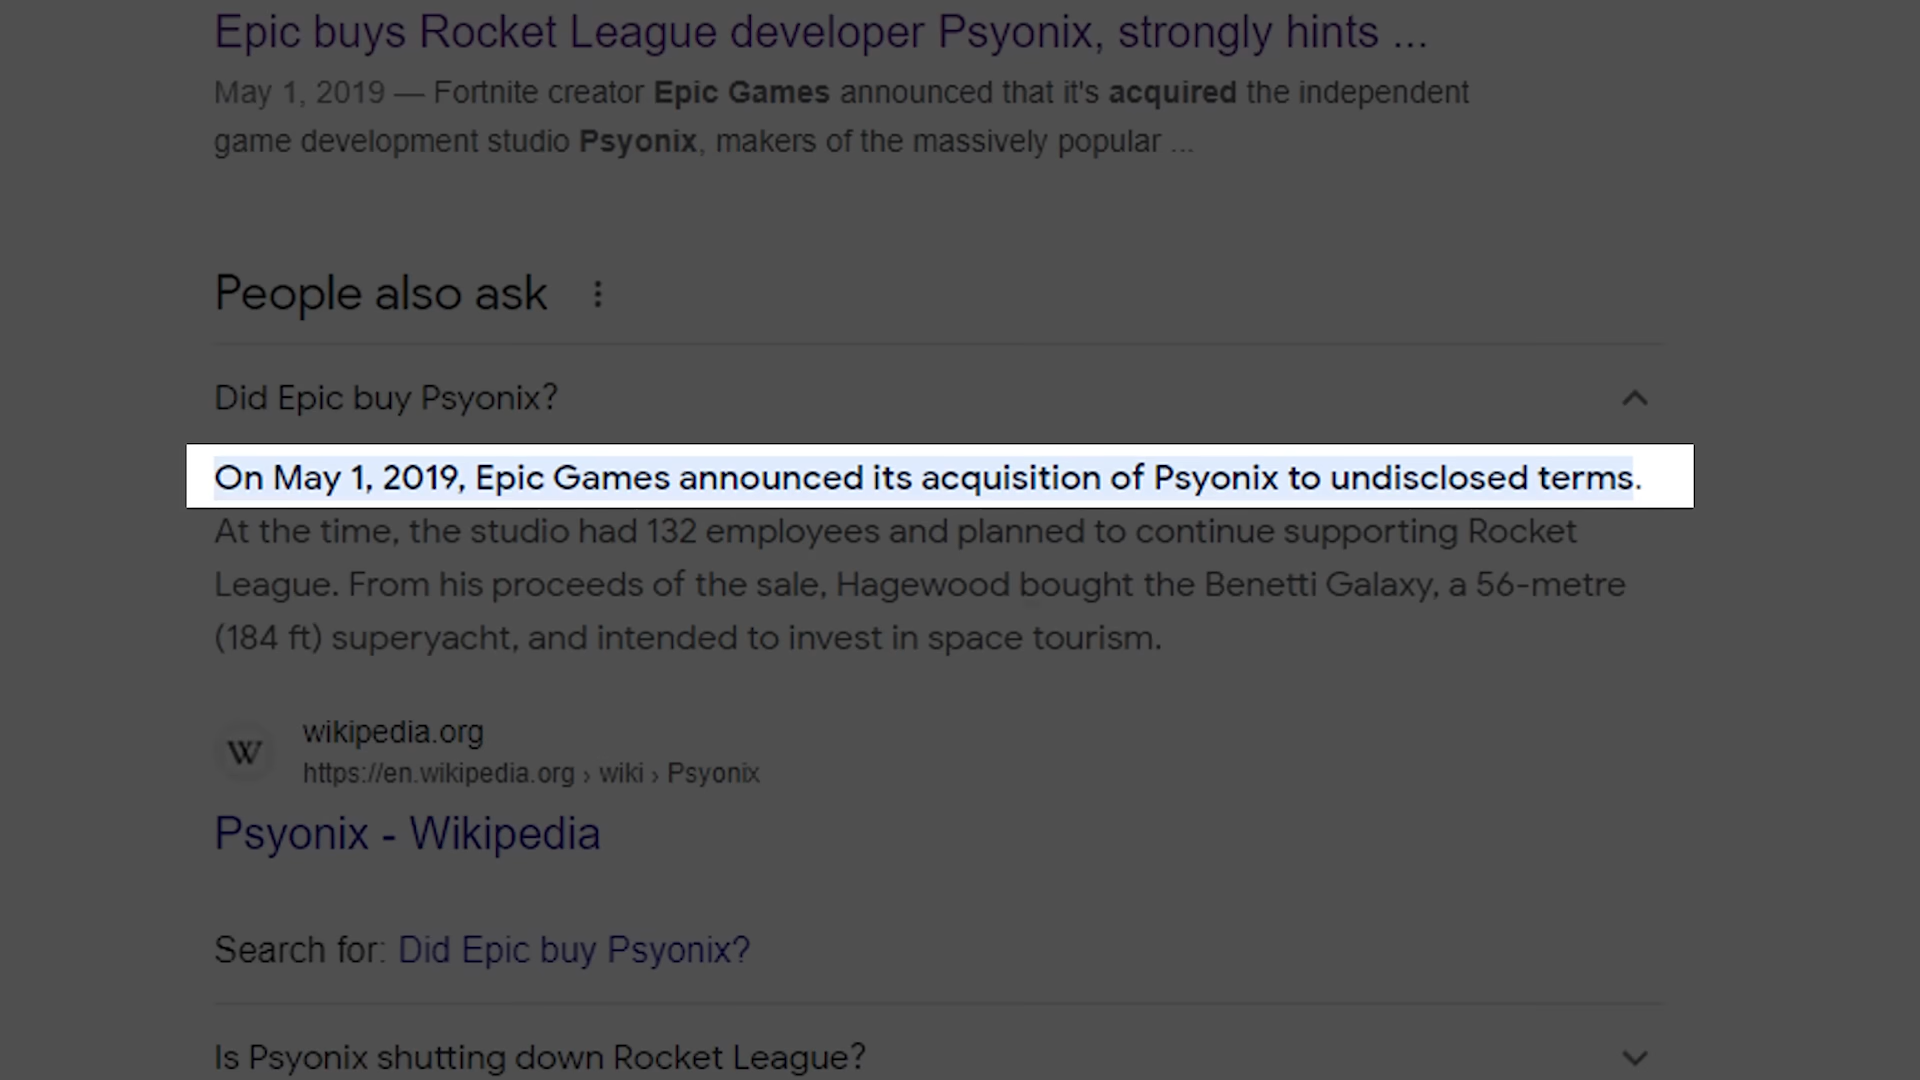 Epic buys Rocket League developer Psyonix, strongly hints ...
May 1, 2019 — Fortnite creator Epic Games announced that it's acquired the independent
game development studio Psyonix, makers of the massively popular ...
People also ask
Did Epic buy Psyonix?
On May 1, 2019, Epic Games announced its acquisition of Psyonix to undisclosed terms.
At the time, the studio had 132 employees and planned to continue supporting Rocket
League. From his proceeds of the sale, Hagewood bought the Benetti Galaxy, a 56-metre
(184 ft) superyacht, and intended to invest in space tourism.
W
wikipedia.org
https://en.wikipedia.org › wiki › Psyonix
Psyonix - Wikipedia
Search for: Did Epic buy Psyonix?
Is Psyonix shutting down Rocket League?